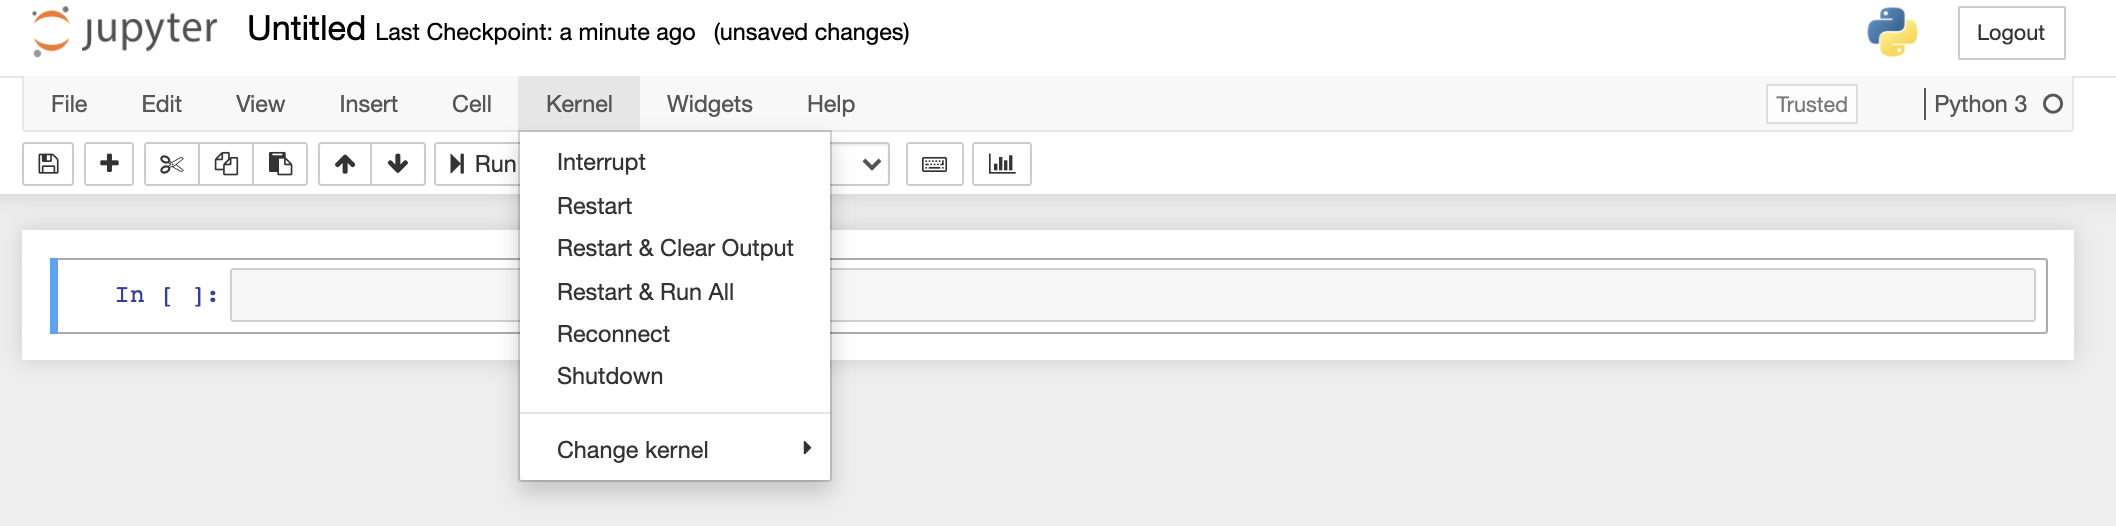 jupyter Untitled Last Checkpoint: a minute ago (unsaved changes) Logout
File Edit View Insert Cell Kernel Widgets Help Trusted Python 3
Run
Interrupt
Restart
Restart & Clear Output
Restart & Run All
Reconnect
Shutdown
Change kernel
In [ ]: